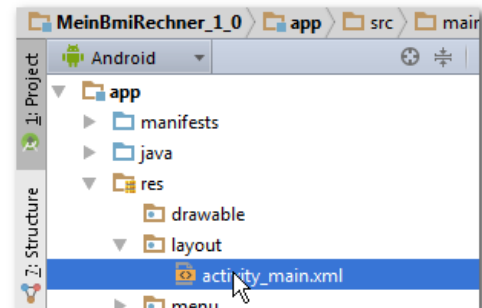 MeinBmiRechner_1_0 app src main
1: Project
Android
app
manifests
java
res
drawable
layout
activity_main.xml
menu
7: Structure